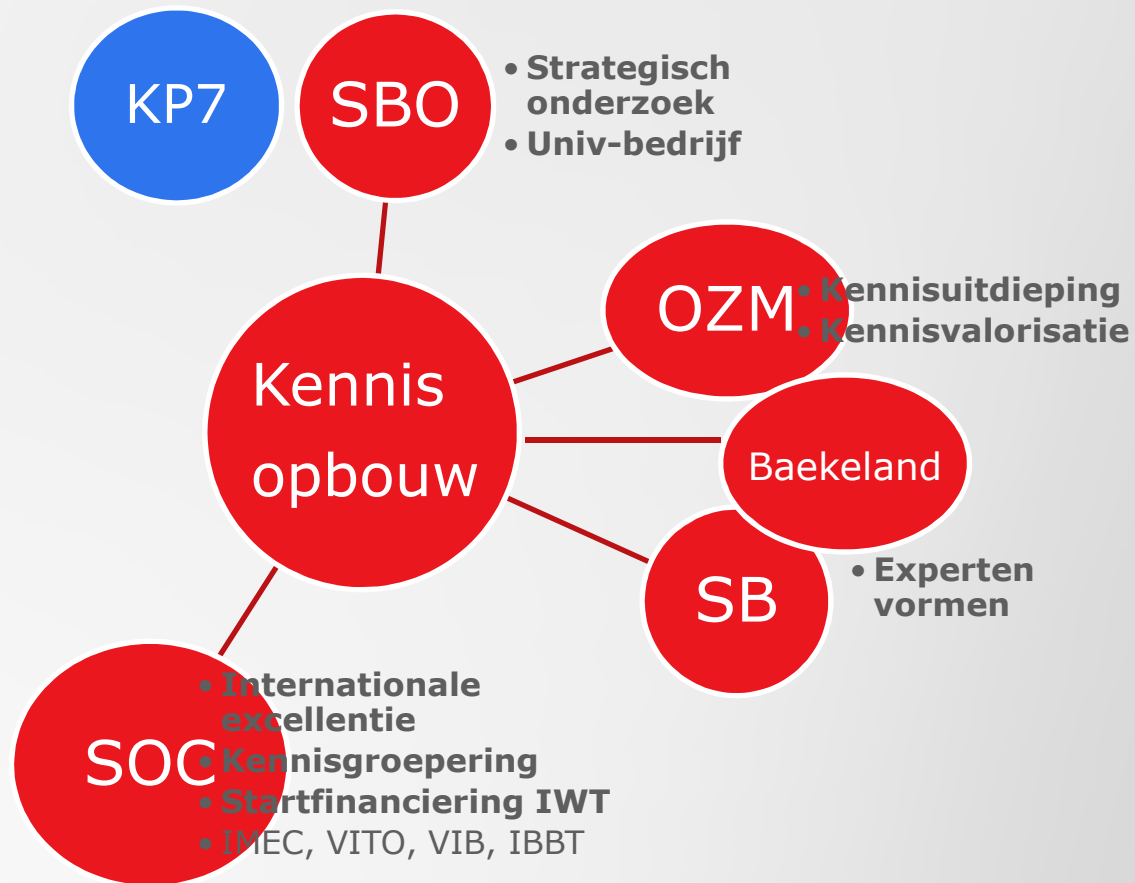 KP7
SBO
• Strategisch
onderzoek
• Univ-bedrijf
OZM
• Kennisuitdieping
• Kennisvalorisatie
Kennis
opbouw
Baekeland
SB
• Experten
vormen
SOC
• Internationale
excellentie
• Kennisgroepering
• Startfinanciering IWT
• IMEC, VITO, VIB, IBBT